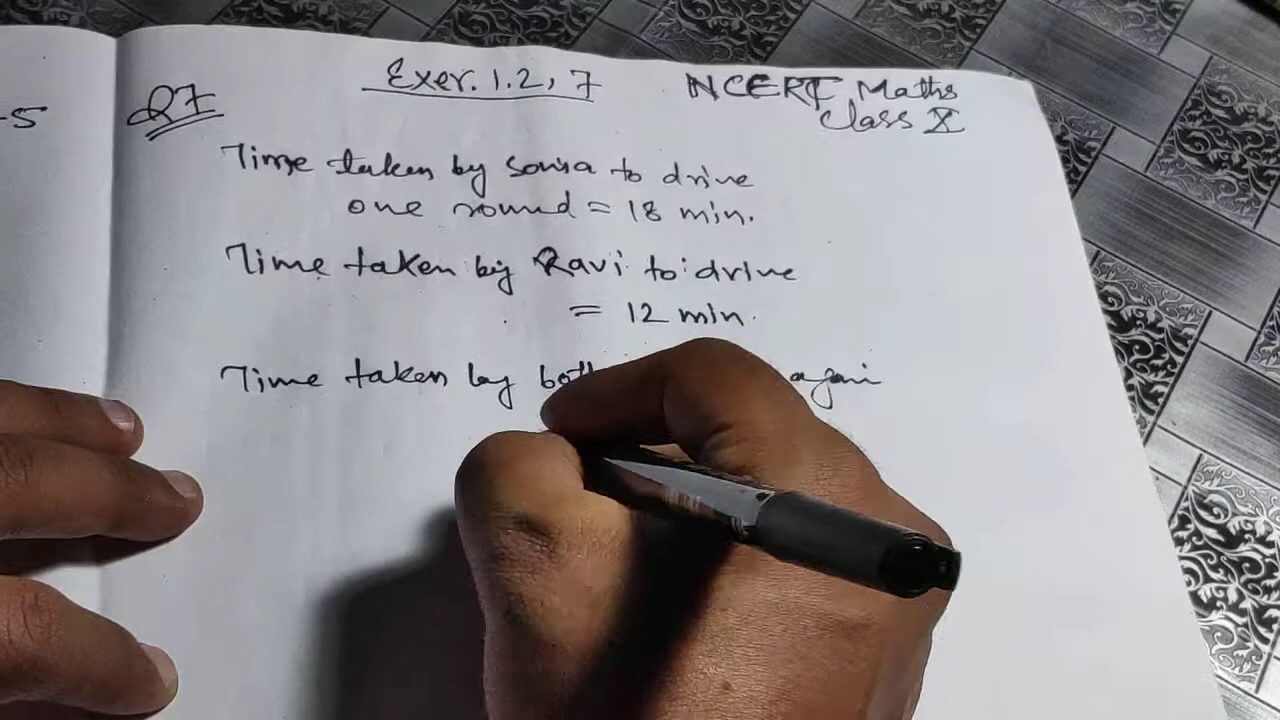 Exer. 1.2, 7
NCERT Maths
Class X
-5
Q7
Time taken by Sonia to drive
one round = 18 min.
Time taken by Ravi to drive
= 12 min.
Time taken by both again